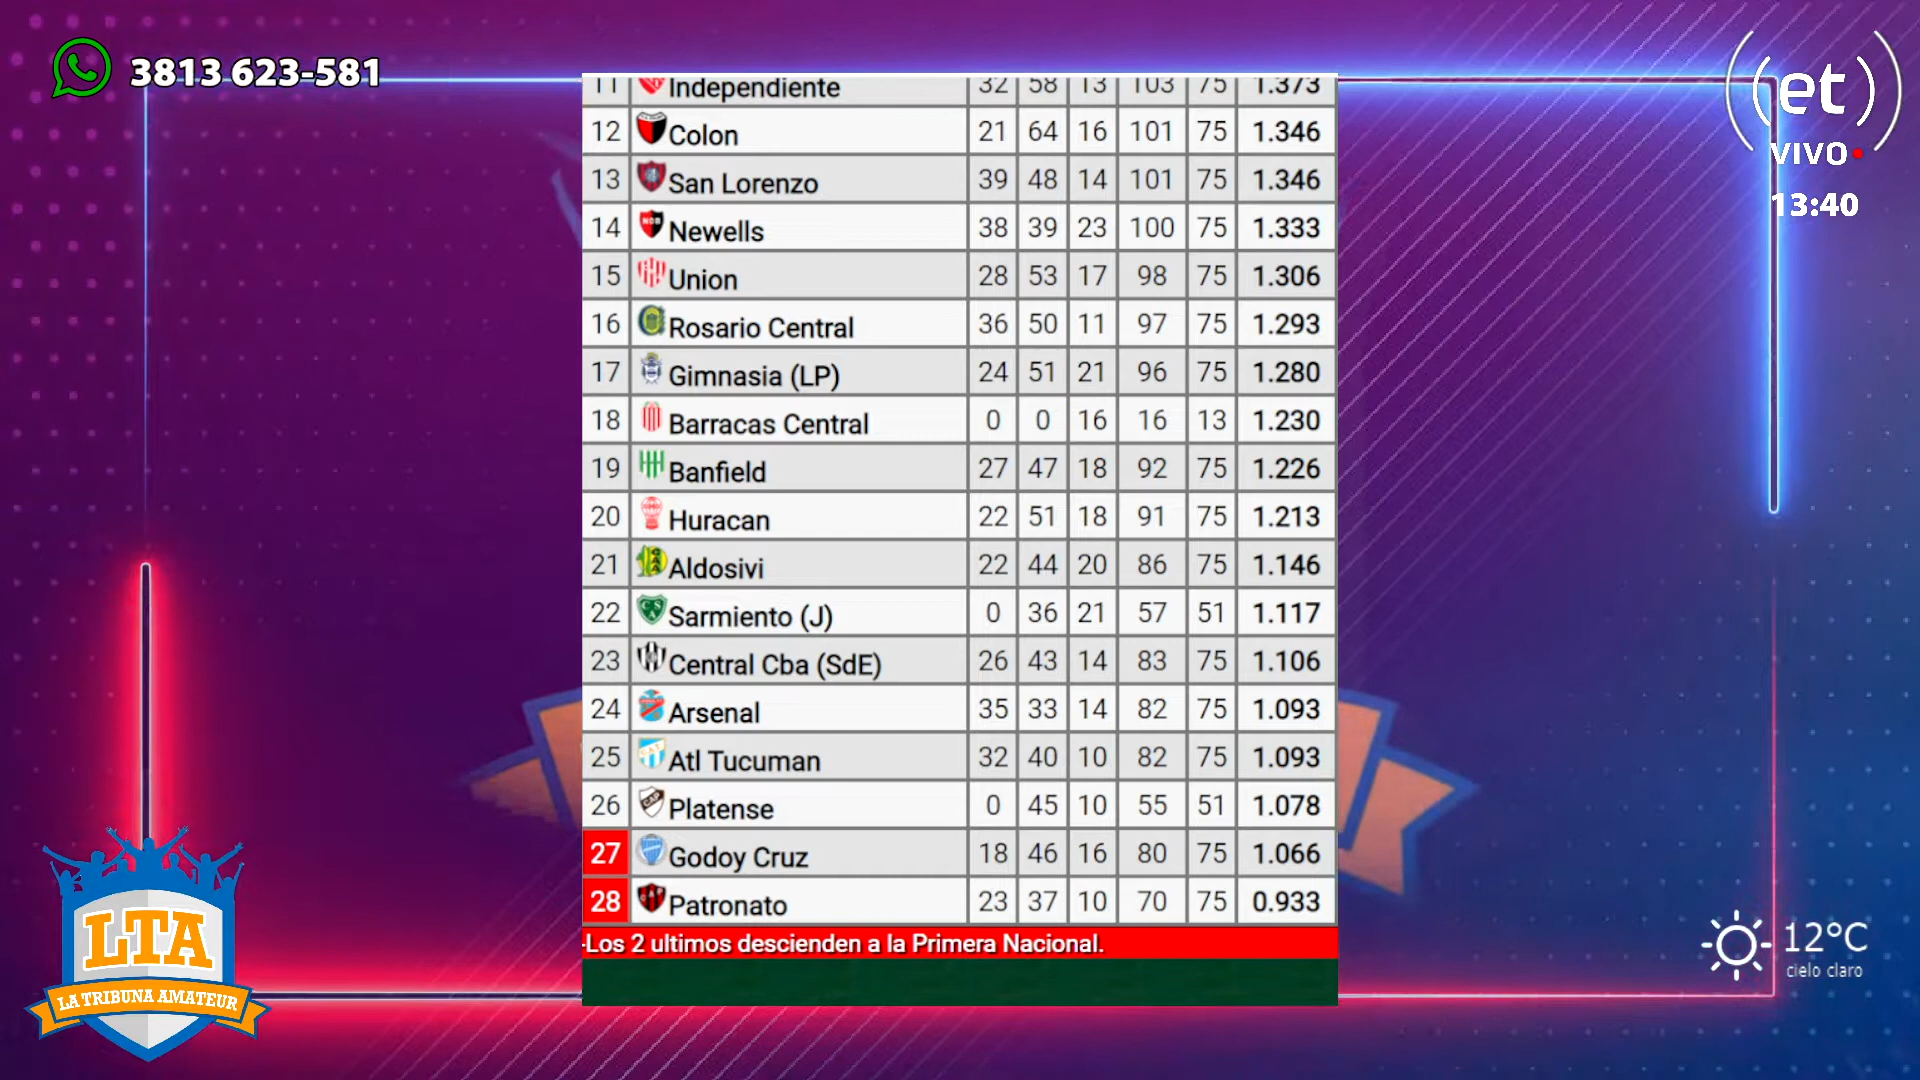 3813 623-581
et
VIVO
13:40
11 Independiente 32 58 13 103 75 1.373
12 Colon 21 64 16 101 75 1.346
13 San Lorenzo 39 48 14 101 75 1.346
14 Newells 38 39 23 100 75 1.333
15 Union 28 53 17 98 75 1.306
16 Rosario Central 36 50 11 97 75 1.293
17 Gimnasia (LP) 24 51 21 96 75 1.280
18 Barracas Central 0 0 16 16 13 1.230
19 Banfield 27 47 18 92 75 1.226
20 Huracan 22 51 18 91 75 1.213
21 Aldosivi 22 44 20 86 75 1.146
22 Sarmiento (J) 0 36 21 57 51 1.117
23 Central Cba (SdE) 26 43 14 83 75 1.106
24 Arsenal 35 33 14 82 75 1.093
25 Atl Tucuman 32 40 10 82 75 1.093
26 Platense 0 45 10 55 51 1.078
27 Godoy Cruz 18 46 16 80 75 1.066
28 Patronato 23 37 10 70 75 0.933
-Los 2 ultimos descienden a la Primera Nacional.
LTA
LA TRIBUNA AMATEUR
12°C
cielo claro